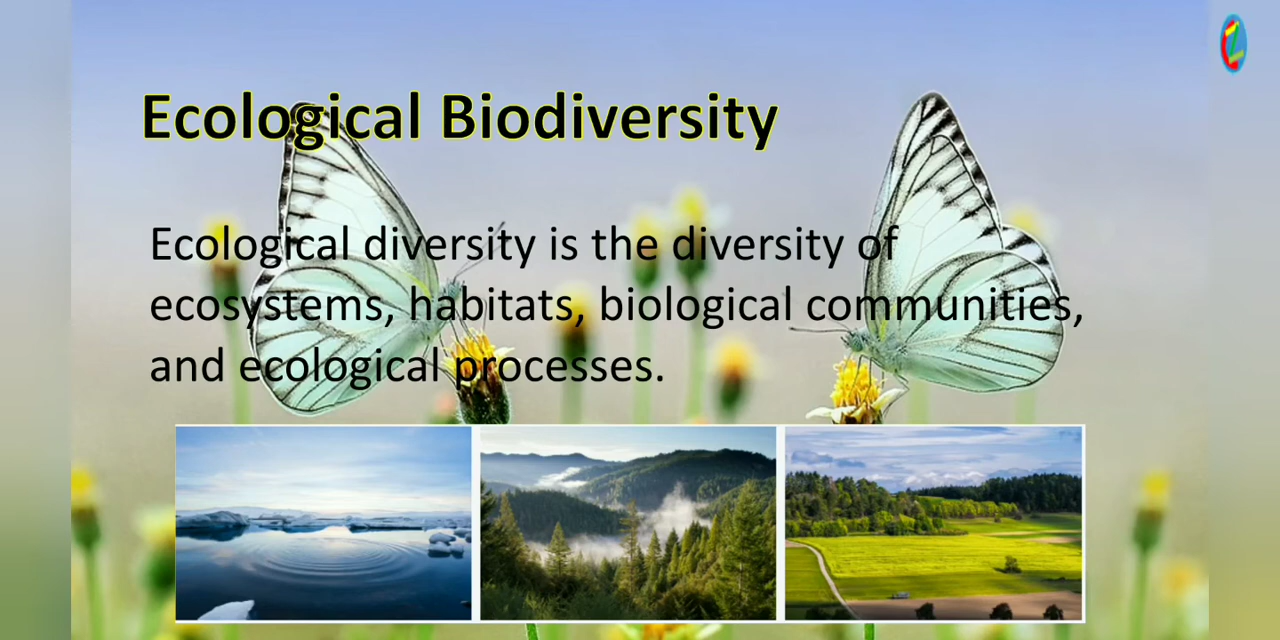 Ecological Biodiversity
Ecological diversity is the diversity of
ecosystems, habitats, biological communities,
and ecological processes.